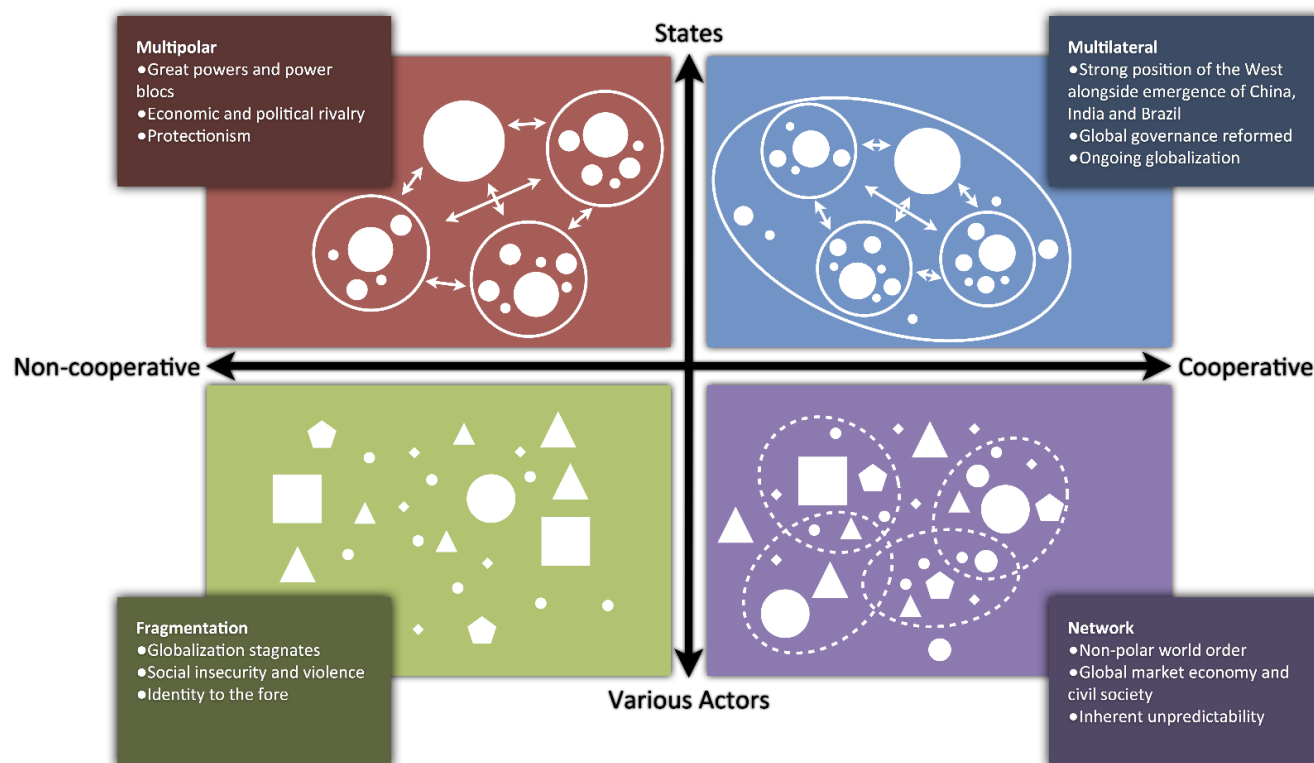 States
Multipolar
●Great powers and power
blocs
●Economic and political rivalry
●Protectionism
Multilateral
●Strong position of the West
alongside emergence of China,
India and Brazil
●Global governance reformed
●Ongoing globalization
Non-cooperative
Cooperative
Fragmentation
●Globalization stagnates
●Social insecurity and violence
●Identity to the fore
Network
●Non-polar world order
●Global market economy and
civil society
●Inherent unpredictability
Various Actors